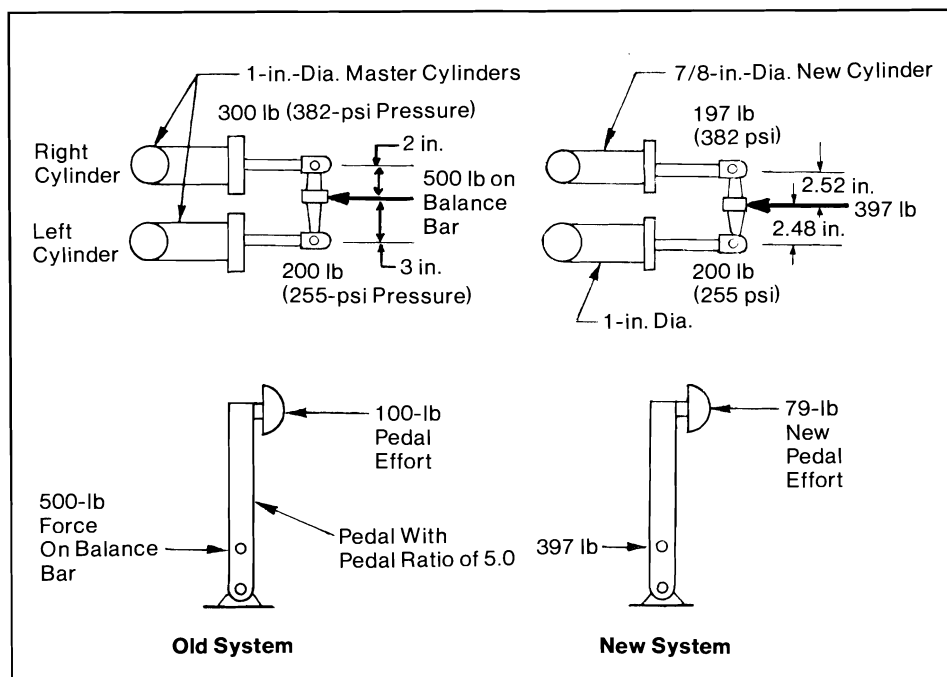 1-in.-Dia. Master Cylinders
300 lb (382-psi Pressure)
2 in.
Right
Cylinder
500 lb on
Balance
Bar
Left
Cylinder
3 in.
200 lb
(255-psi Pressure)
7/8-in.-Dia. New Cylinder
197 lb
(382 psi)
2.52 in.
397 lb
2.48 in.
200 lb
(255 psi)
1-in. Dia.
100-lb
Pedal
Effort
500-lb
Force
On Balance
Bar
Pedal With
Pedal Ratio of 5.0
Old System
79-lb
New
Pedal
Effort
397 lb
New System